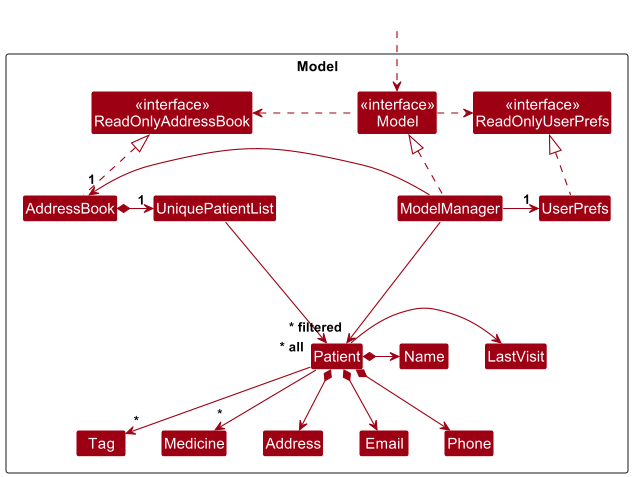 Model
«interface»
ReadOnlyAddressBook
«interface»
Model
«interface»
ReadOnlyUserPrefs
1
AddressBook
1
UniquePatientList
ModelManager
1
UserPrefs
* filtered
* all
Patient
Name
LastVisit
*
*
Tag
Medicine
Address
Email
Phone